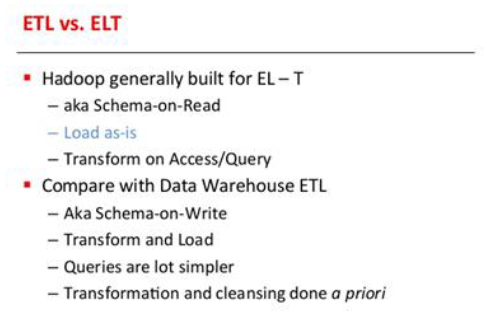 ETL vs. ELT
▪ Hadoop generally built for EL – T
– aka Schema-on-Read
– Load as-is
– Transform on Access/Query
▪ Compare with Data Warehouse ETL
– Aka Schema-on-Write
– Transform and Load
– Queries are lot simpler
– Transformation and cleansing done a priori